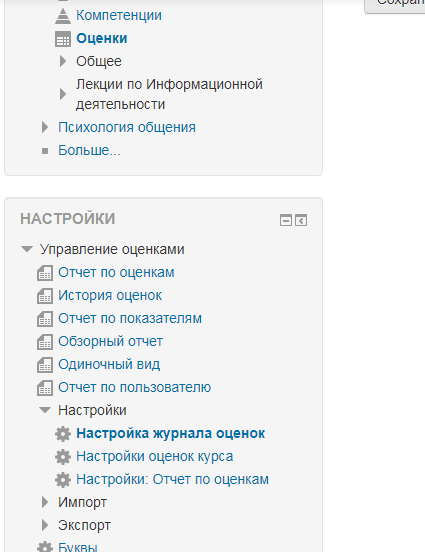 Сохран
Компетенции
Оценки
Общее
Лекции по Информационной
деятельности
Психология общения
Больше...
НАСТРОЙКИ
Управление оценками
Отчет по оценкам
История оценок
Отчет по показателям
Обзорный отчет
Одиночный вид
Отчет по пользователю
Настройки
Настройка журнала оценок
Настройки оценок курса
Настройки: Отчет по оценкам
Импорт
Экспорт
Буквы